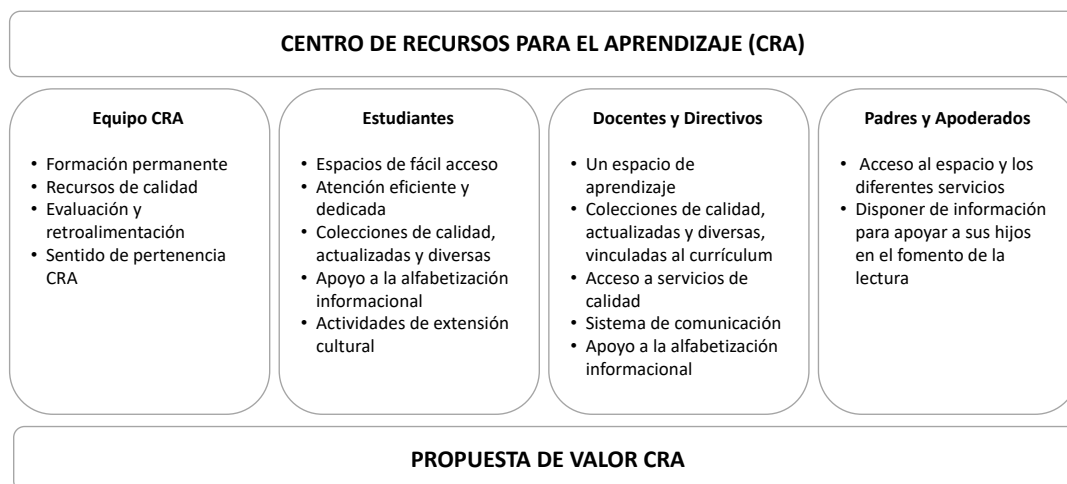 CENTRO DE RECURSOS PARA EL APRENDIZAJE (CRA)
Equipo CRA
• Formación permanente
• Recursos de calidad
• Evaluación y
retroalimentación
• Sentido de pertenencia
CRA
Estudiantes
• Espacios de fácil acceso
• Atención eficiente y
dedicada
• Colecciones de calidad,
actualizadas y diversas
• Apoyo a la alfabetización
informacional
• Actividades de extensión
cultural
Docentes y Directivos
• Un espacio de
aprendizaje
• Colecciones de calidad,
actualizadas y diversas,
vinculadas al currículum
• Acceso a servicios de
calidad
• Sistema de comunicación
• Apoyo a la alfabetización
informacional
Padres y Apoderados
• Acceso al espacio y los
diferentes servicios
• Disponer de información
para apoyar a sus hijos
en el fomento de la
lectura
PROPUESTA DE VALOR CRA